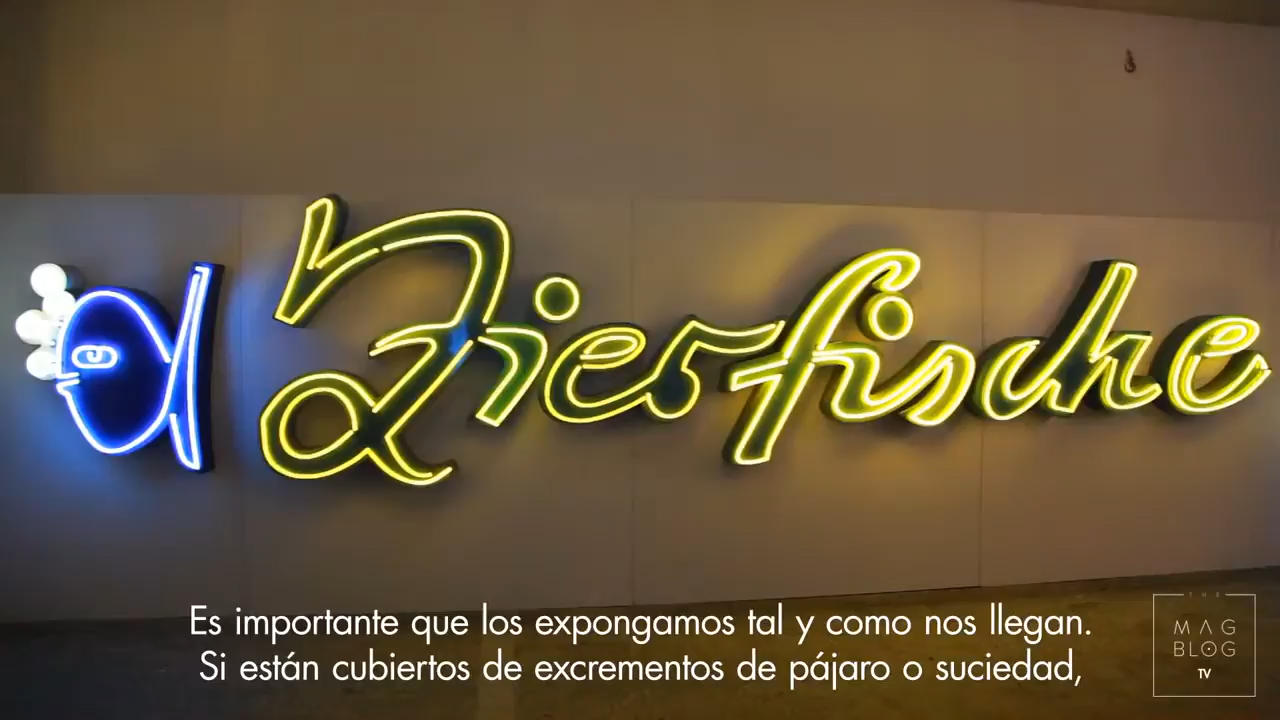 Zierfische
Es importante que los expongamos tal y como nos llegan.
Si están cubiertos de excrementos de pájaro o suciedad,
THE
MAG
BLOG
TV